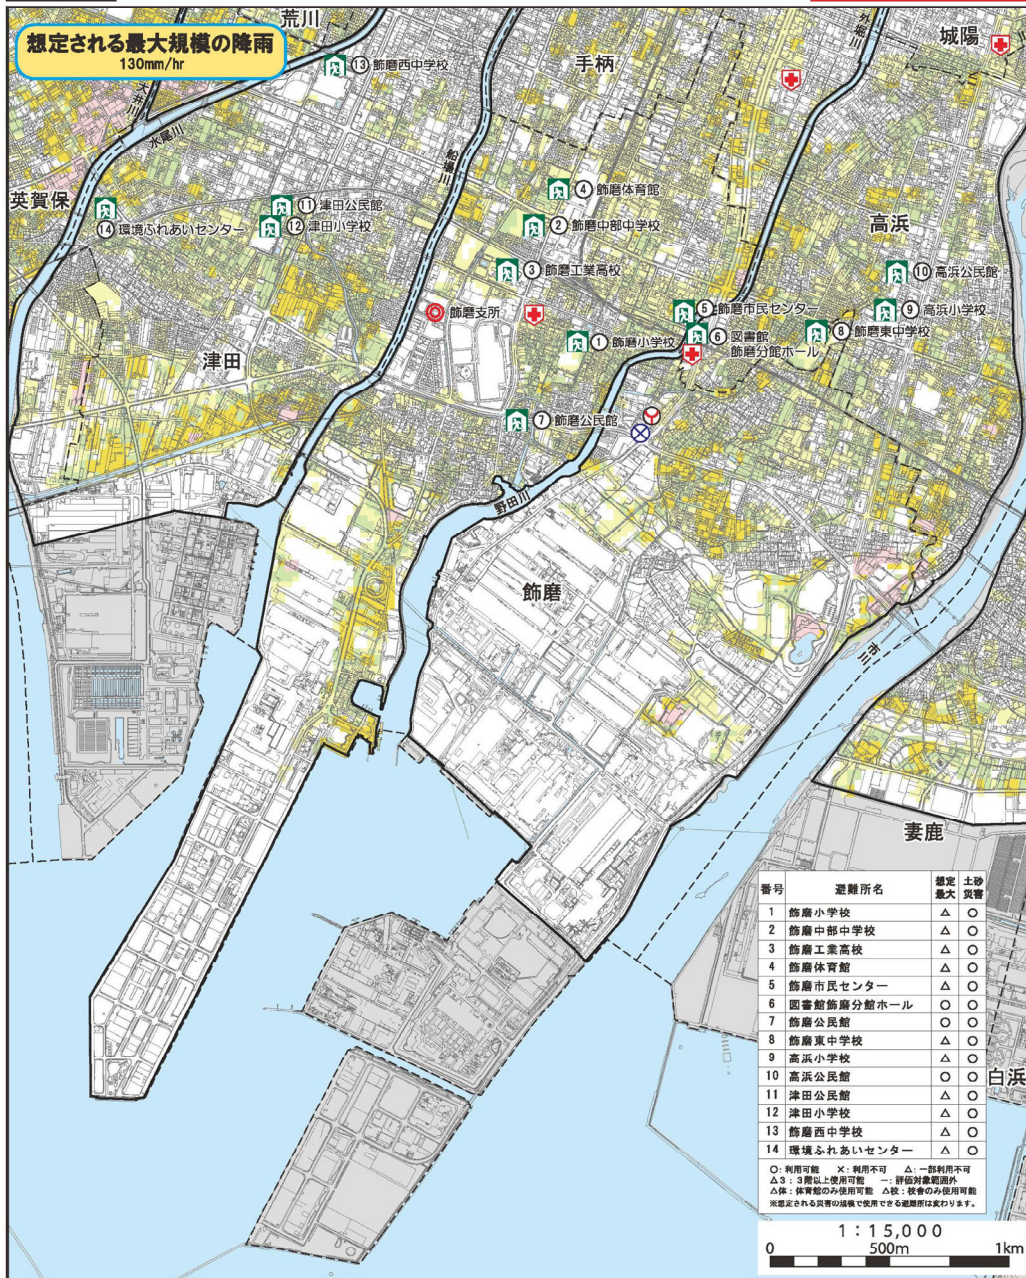 想定される最大規模の降雨
130mm/hr
荒川
城陽
手柄
外堀川
大井川
水尾川
船場川
⑬飾磨西中学校
英賀保
④飾磨体育館
⑪津田公民館
⑫津田小学校
⑭環境ふれあいセンター
②飾磨中部中学校
高浜
③飾磨工業高校
⑩高浜公民館
飾磨支所
⑤飾磨市民センター
⑨高浜小学校
①飾磨小学校
⑥図書館
飾磨分館ホール
⑧飾磨東中学校
津田
⑦飾磨公民館
野田川
飾磨
市川
妻鹿
白浜
番号 避難所名 想定最大 土砂災害
1 飾磨小学校 △ ○
2 飾磨中部中学校 △ ○
3 飾磨工業高校 △ ○
4 飾磨体育館 △ ○
5 飾磨市民センター △ ○
6 図書館飾磨分館ホール ○ ○
7 飾磨公民館 ○ ○
8 飾磨東中学校 △ ○
9 高浜小学校 △ ○
10 高浜公民館 ○ ○
11 津田公民館 △ ○
12 津田小学校 △ ○
13 飾磨西中学校 △ ○
14 環境ふれあいセンター △ ○
○:利用可能 ×:利用不可 △:一部利用不可
△3:3階以上使用可能 ー:評価対象範囲外
△体:体育館のみ使用可能 △校:校舎のみ使用可能
※想定される災害の規模で使用できる避難所は変わります。
1:15,000
0 500m 1km